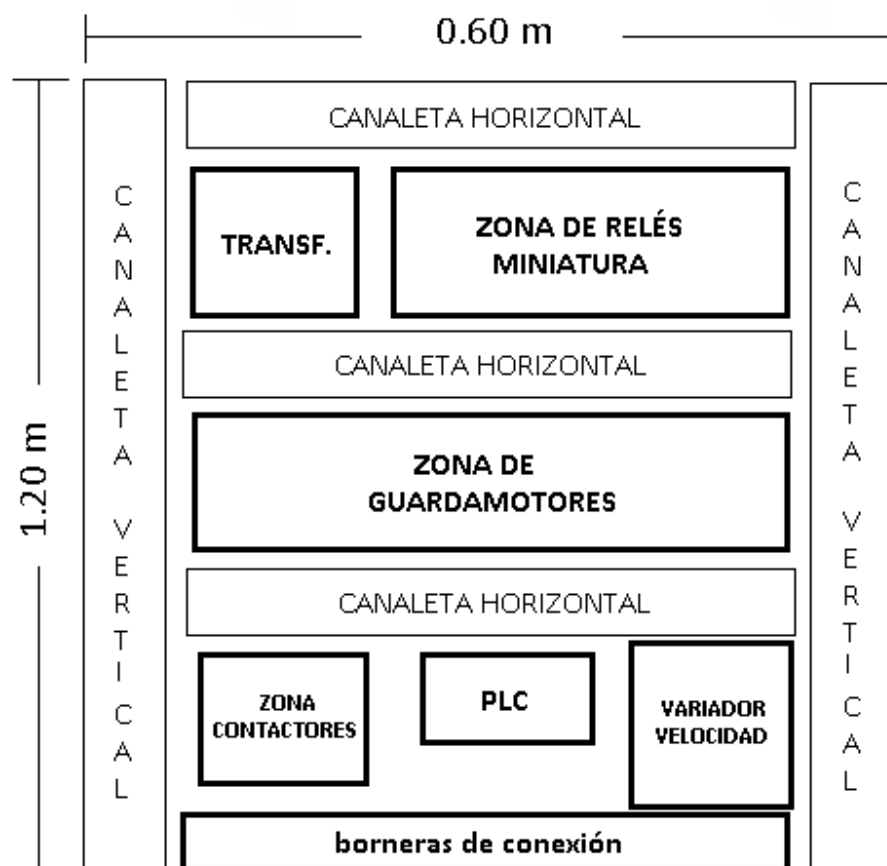 0.60 m
CANALETA HORIZONTAL
CANALETA VERTICAL
TRANSF.
ZONA DE RELÉS
MINIATURA
CANALETA VERTICAL
CANALETA HORIZONTAL
1.20 m
ZONA DE
GUARDAMOTORES
CANALETA HORIZONTAL
ZONA
CONTACTORES
PLC
VARIADOR
VELOCIDAD
borneras de conexión